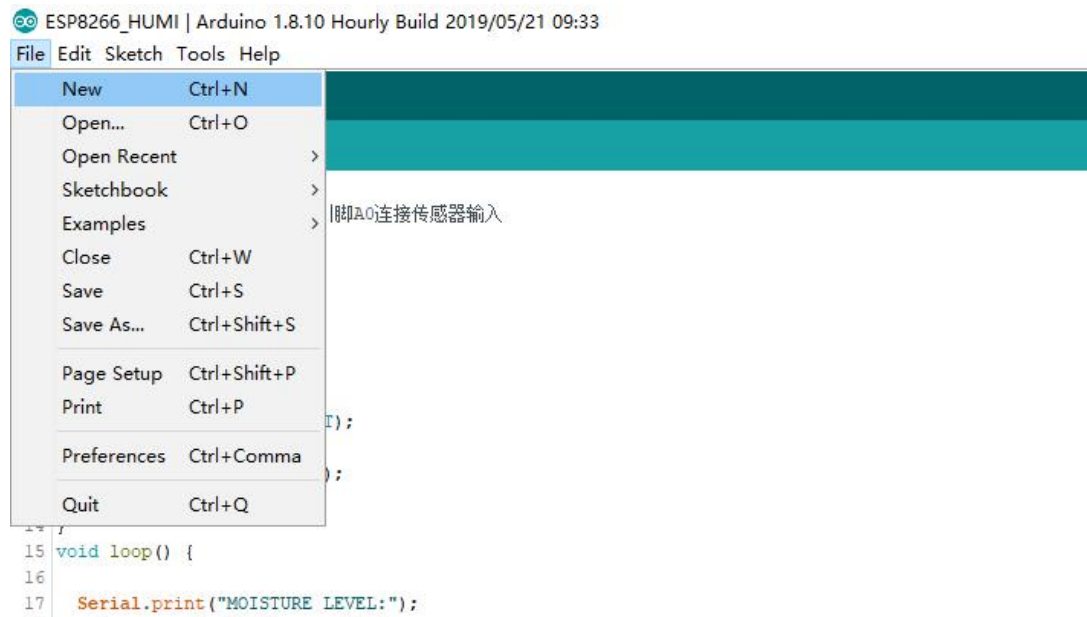 ESP8266_HUMI | Arduino 1.8.10 Hourly Build 2019/05/21 09:33
File Edit Sketch Tools Help
New Ctrl+N
Open... Ctrl+O
Open Recent
Sketchbook
脚A0连接传感器输入
Examples
Close Ctrl+W
Save Ctrl+S
Save As... Ctrl+Shift+S
Page Setup Ctrl+Shift+P
Print Ctrl+P
);
Preferences Ctrl+Comma
);
Quit Ctrl+Q
14 }
15 void loop() {
16
17 Serial.print("MOISTURE LEVEL:");